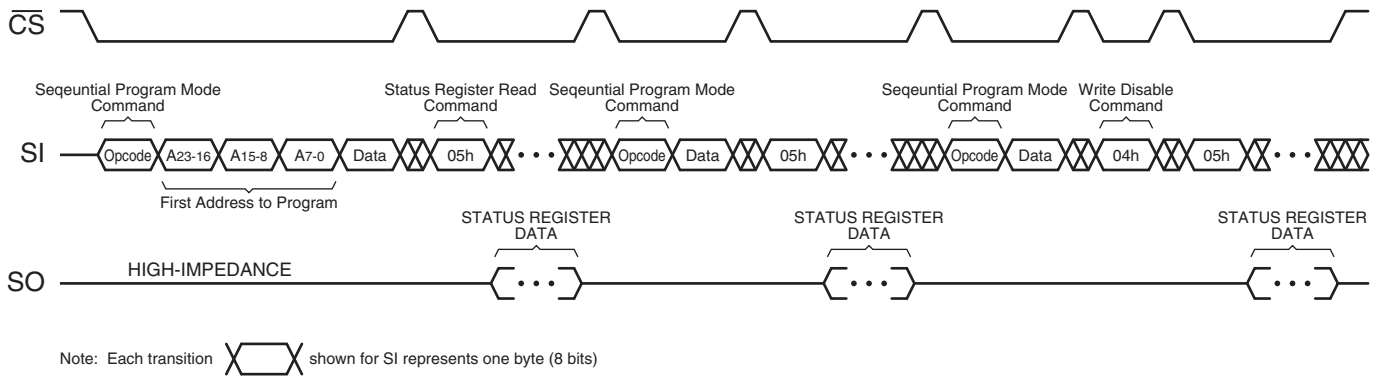 CS
Seqeuntial Program Mode
Command
Status Register Read
Command
Seqeuntial Program Mode
Command
Seqeuntial Program Mode
Command
Write Disable
Command
SI
Opcode A23-16 A15-8 A7-0 Data 05h Opcode Data 05h Opcode Data 04h 05h
First Address to Program
STATUS REGISTER
DATA
STATUS REGISTER
DATA
STATUS REGISTER
DATA
HIGH-IMPEDANCE
SO
Note: Each transition shown for SI represents one byte (8 bits)